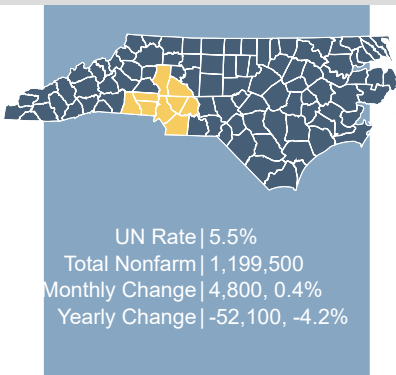 UN Rate| 5.5%
Total Nonfarm| 1,199,500
Monthly Change| 4,800, 0.4%
Yearly Change| -52,100, -4.2%